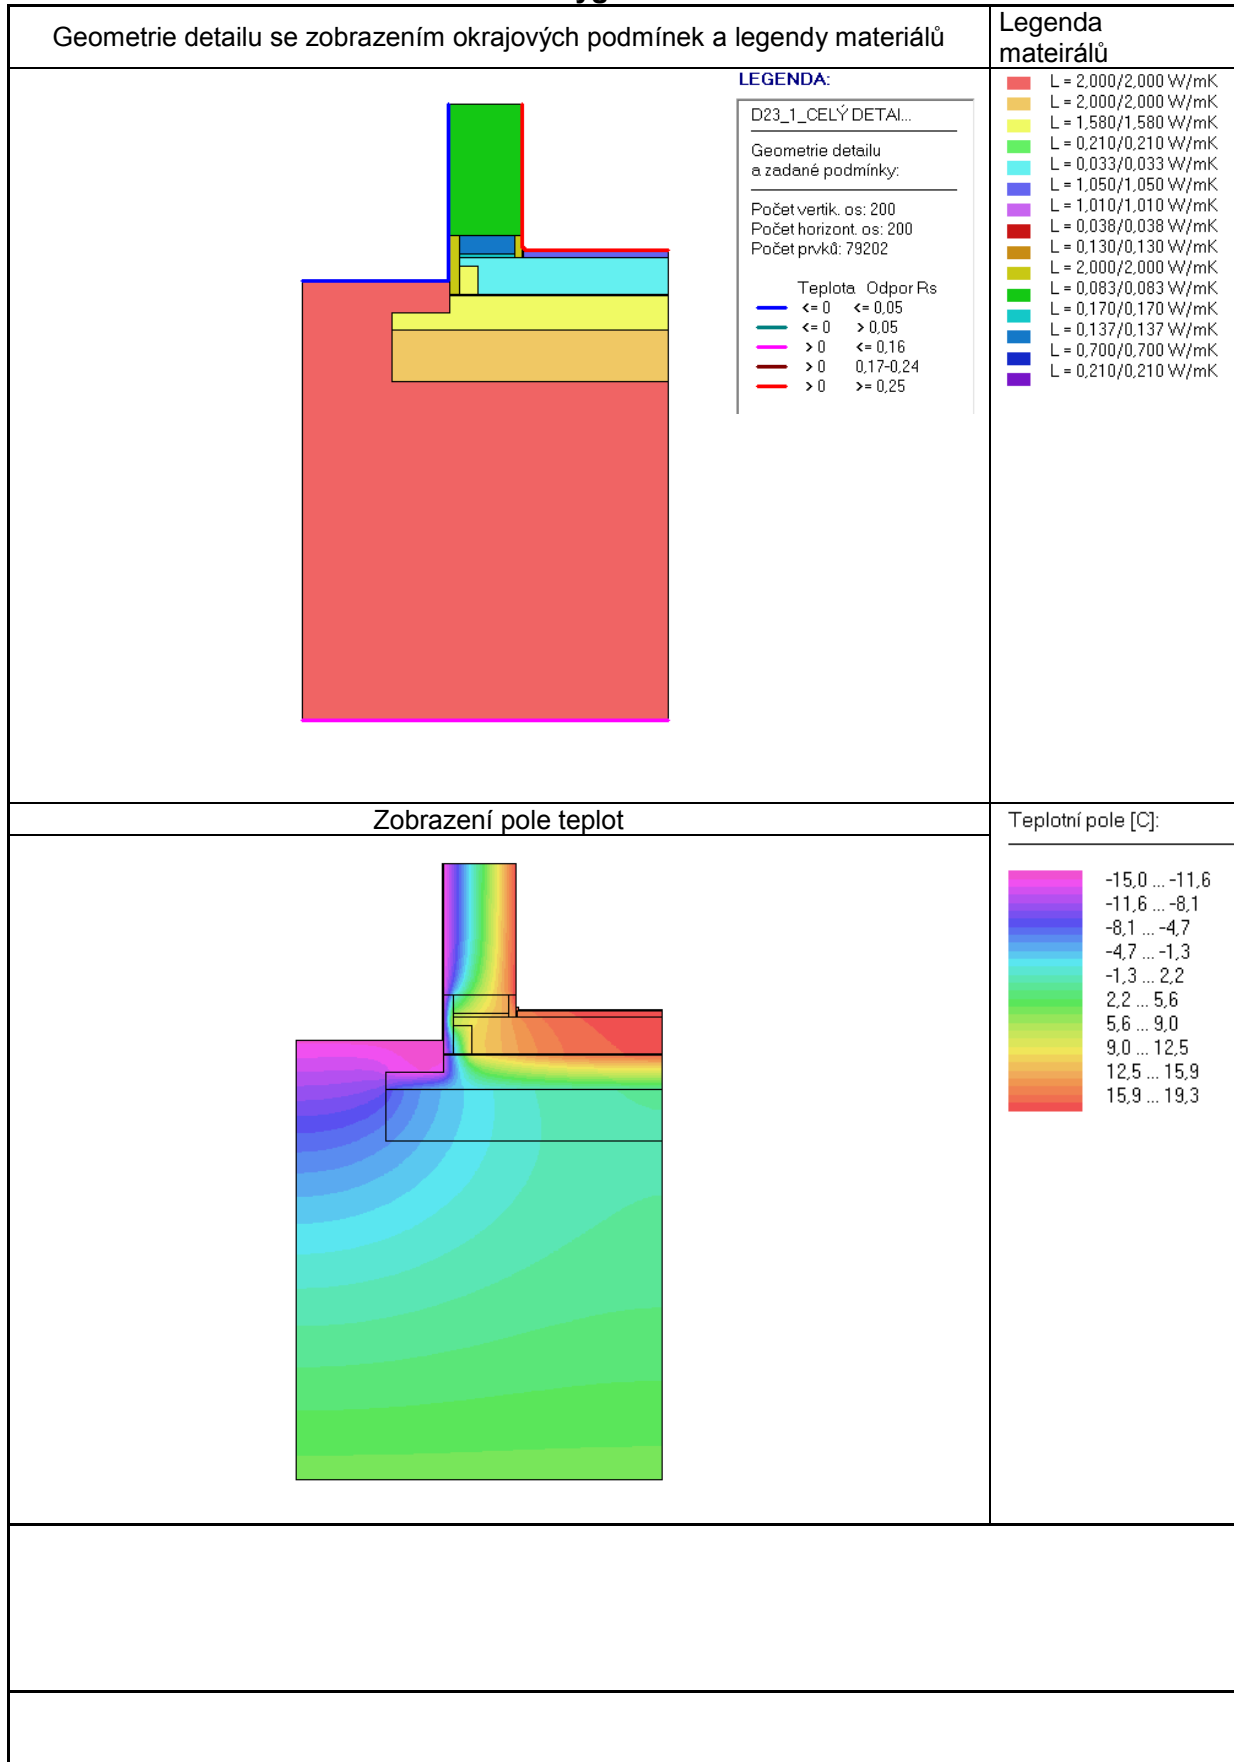 Geometrie detailu se zobrazením okrajových podmínek a legendy materiálů
Legenda
mateirálů
LEGENDA:
D23_1_CELÝ DETAI...
Geometrie detailu
a zadané podmínky:
Počet vertik. os: 200
Počet horizont. os: 200
Počet prvků: 79202
Teplota Odpor Rs
<= 0 <= 0,05
<= 0 > 0,05
> 0 <= 0,16
> 0 0,17-0,24
> 0 >= 0,25
L = 2,000/2,000 W/mK
L = 2,000/2,000 W/mK
L = 1,580/1,580 W/mK
L = 0,210/0,210 W/mK
L = 0,033/0,033 W/mK
L = 1,050/1,050 W/mK
L = 1,010/1,010 W/mK
L = 0,038/0,038 W/mK
L = 0,130/0,130 W/mK
L = 2,000/2,000 W/mK
L = 0,083/0,083 W/mK
L = 0,170/0,170 W/mK
L = 0,137/0,137 W/mK
L = 0,700/0,700 W/mK
L = 0,210/0,210 W/mK
Zobrazení pole teplot
Teplotní pole [C]:
-15,0 ... -11,6
-11,6 ... -8,1
-8,1 ... -4,7
-4,7 ... -1,3
-1,3 ... 2,2
2,2 ... 5,6
5,6 ... 9,0
9,0 ... 12,5
12,5 ... 15,9
15,9 ... 19,3